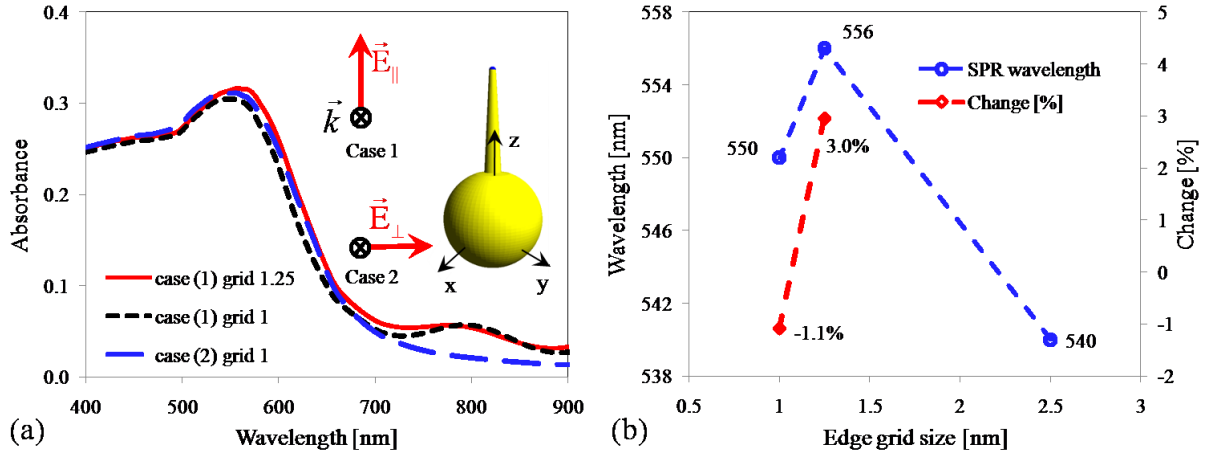 0.4
0.3
0.2
0.1
0.0
Absorbance
400
500
600
700
800
900
Wavelength [nm]
(a)
E∥
k
Case 1
E⊥
Case 2
z
x
y
case (1) grid 1.25
case (1) grid 1
case (2) grid 1
558
554
550
546
542
538
Wavelength [nm]
5
4
3
2
1
0
-1
-2
Change [%]
0.5
1
1.5
2
2.5
3
Edge grid size [nm]
(b)
556
550
540
3.0%
-1.1%
SPR wavelength
Change [%]